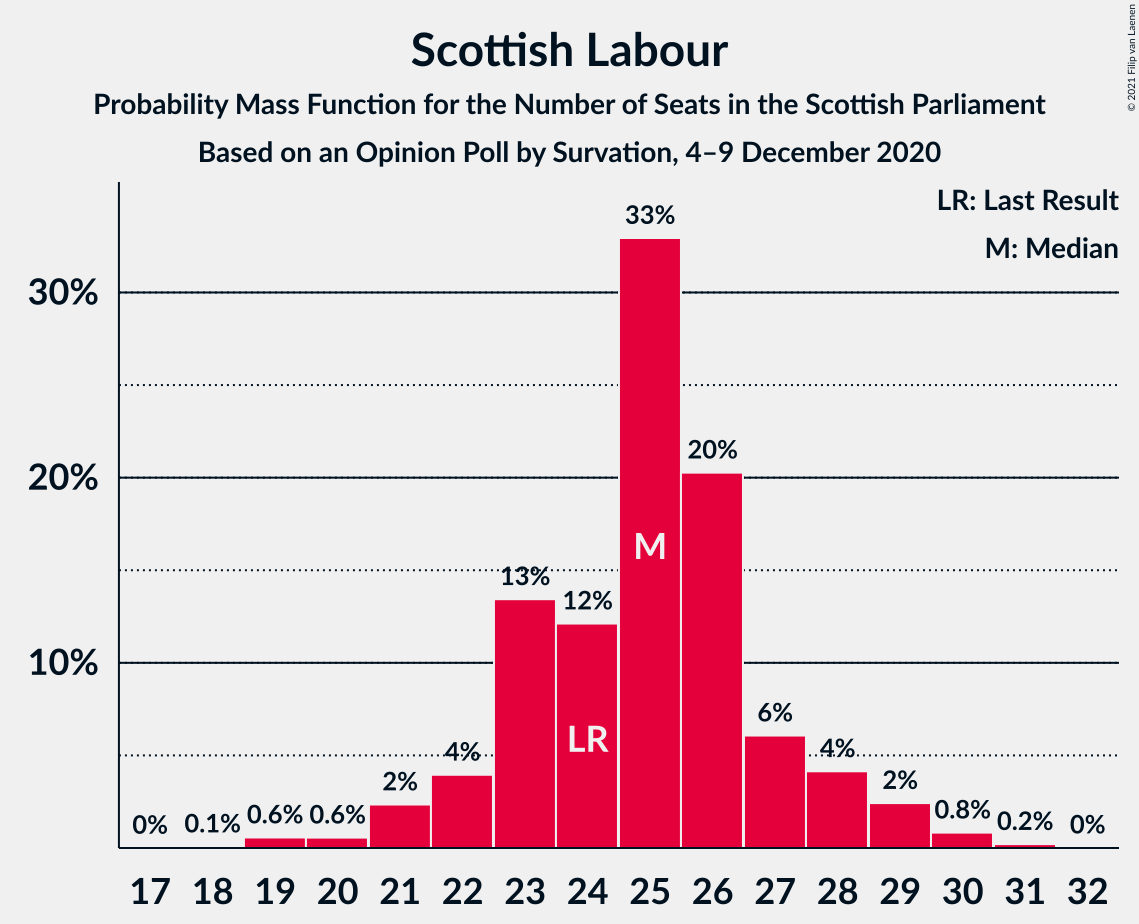 Scottish Labour
Probability Mass Function for the Number of Seats in the Scottish Parliament
Based on an Opinion Poll by Survation, 4–9 December 2020
© 2021 Filip van Laenen
LR: Last Result
M: Median
30%
20%
10%
0%
0.1%
0.6%
0.6%
2%
4%
13%
12%
33%
20%
6%
4%
2%
0.8%
0.2%
0%
LR
M
17 18 19 20 21 22 23 24 25 26 27 28 29 30 31 32